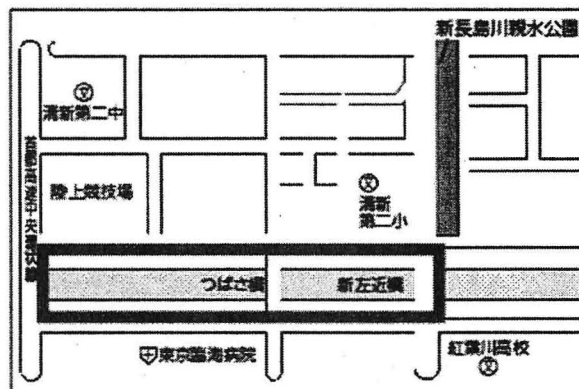 新長島川親水公園
清新第二中
首都高速中央環状線
陸上競技場
清新
第二小
つばさ橋
新左近橋
東京臨海病院
紅葉川高校